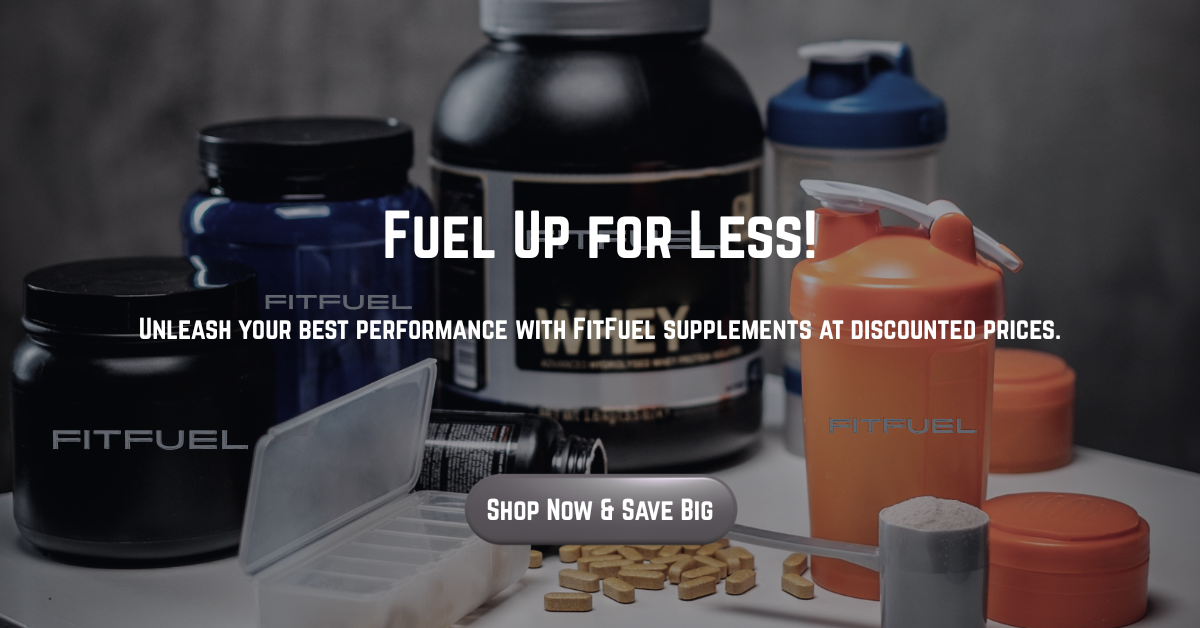 FITFUEL
Fuel Up for Less!
FITFUEL
Unleash your best performance with FitFuel supplements at discounted prices.
WHEY
FITFUEL
FITFUEL
Shop Now & Save Big